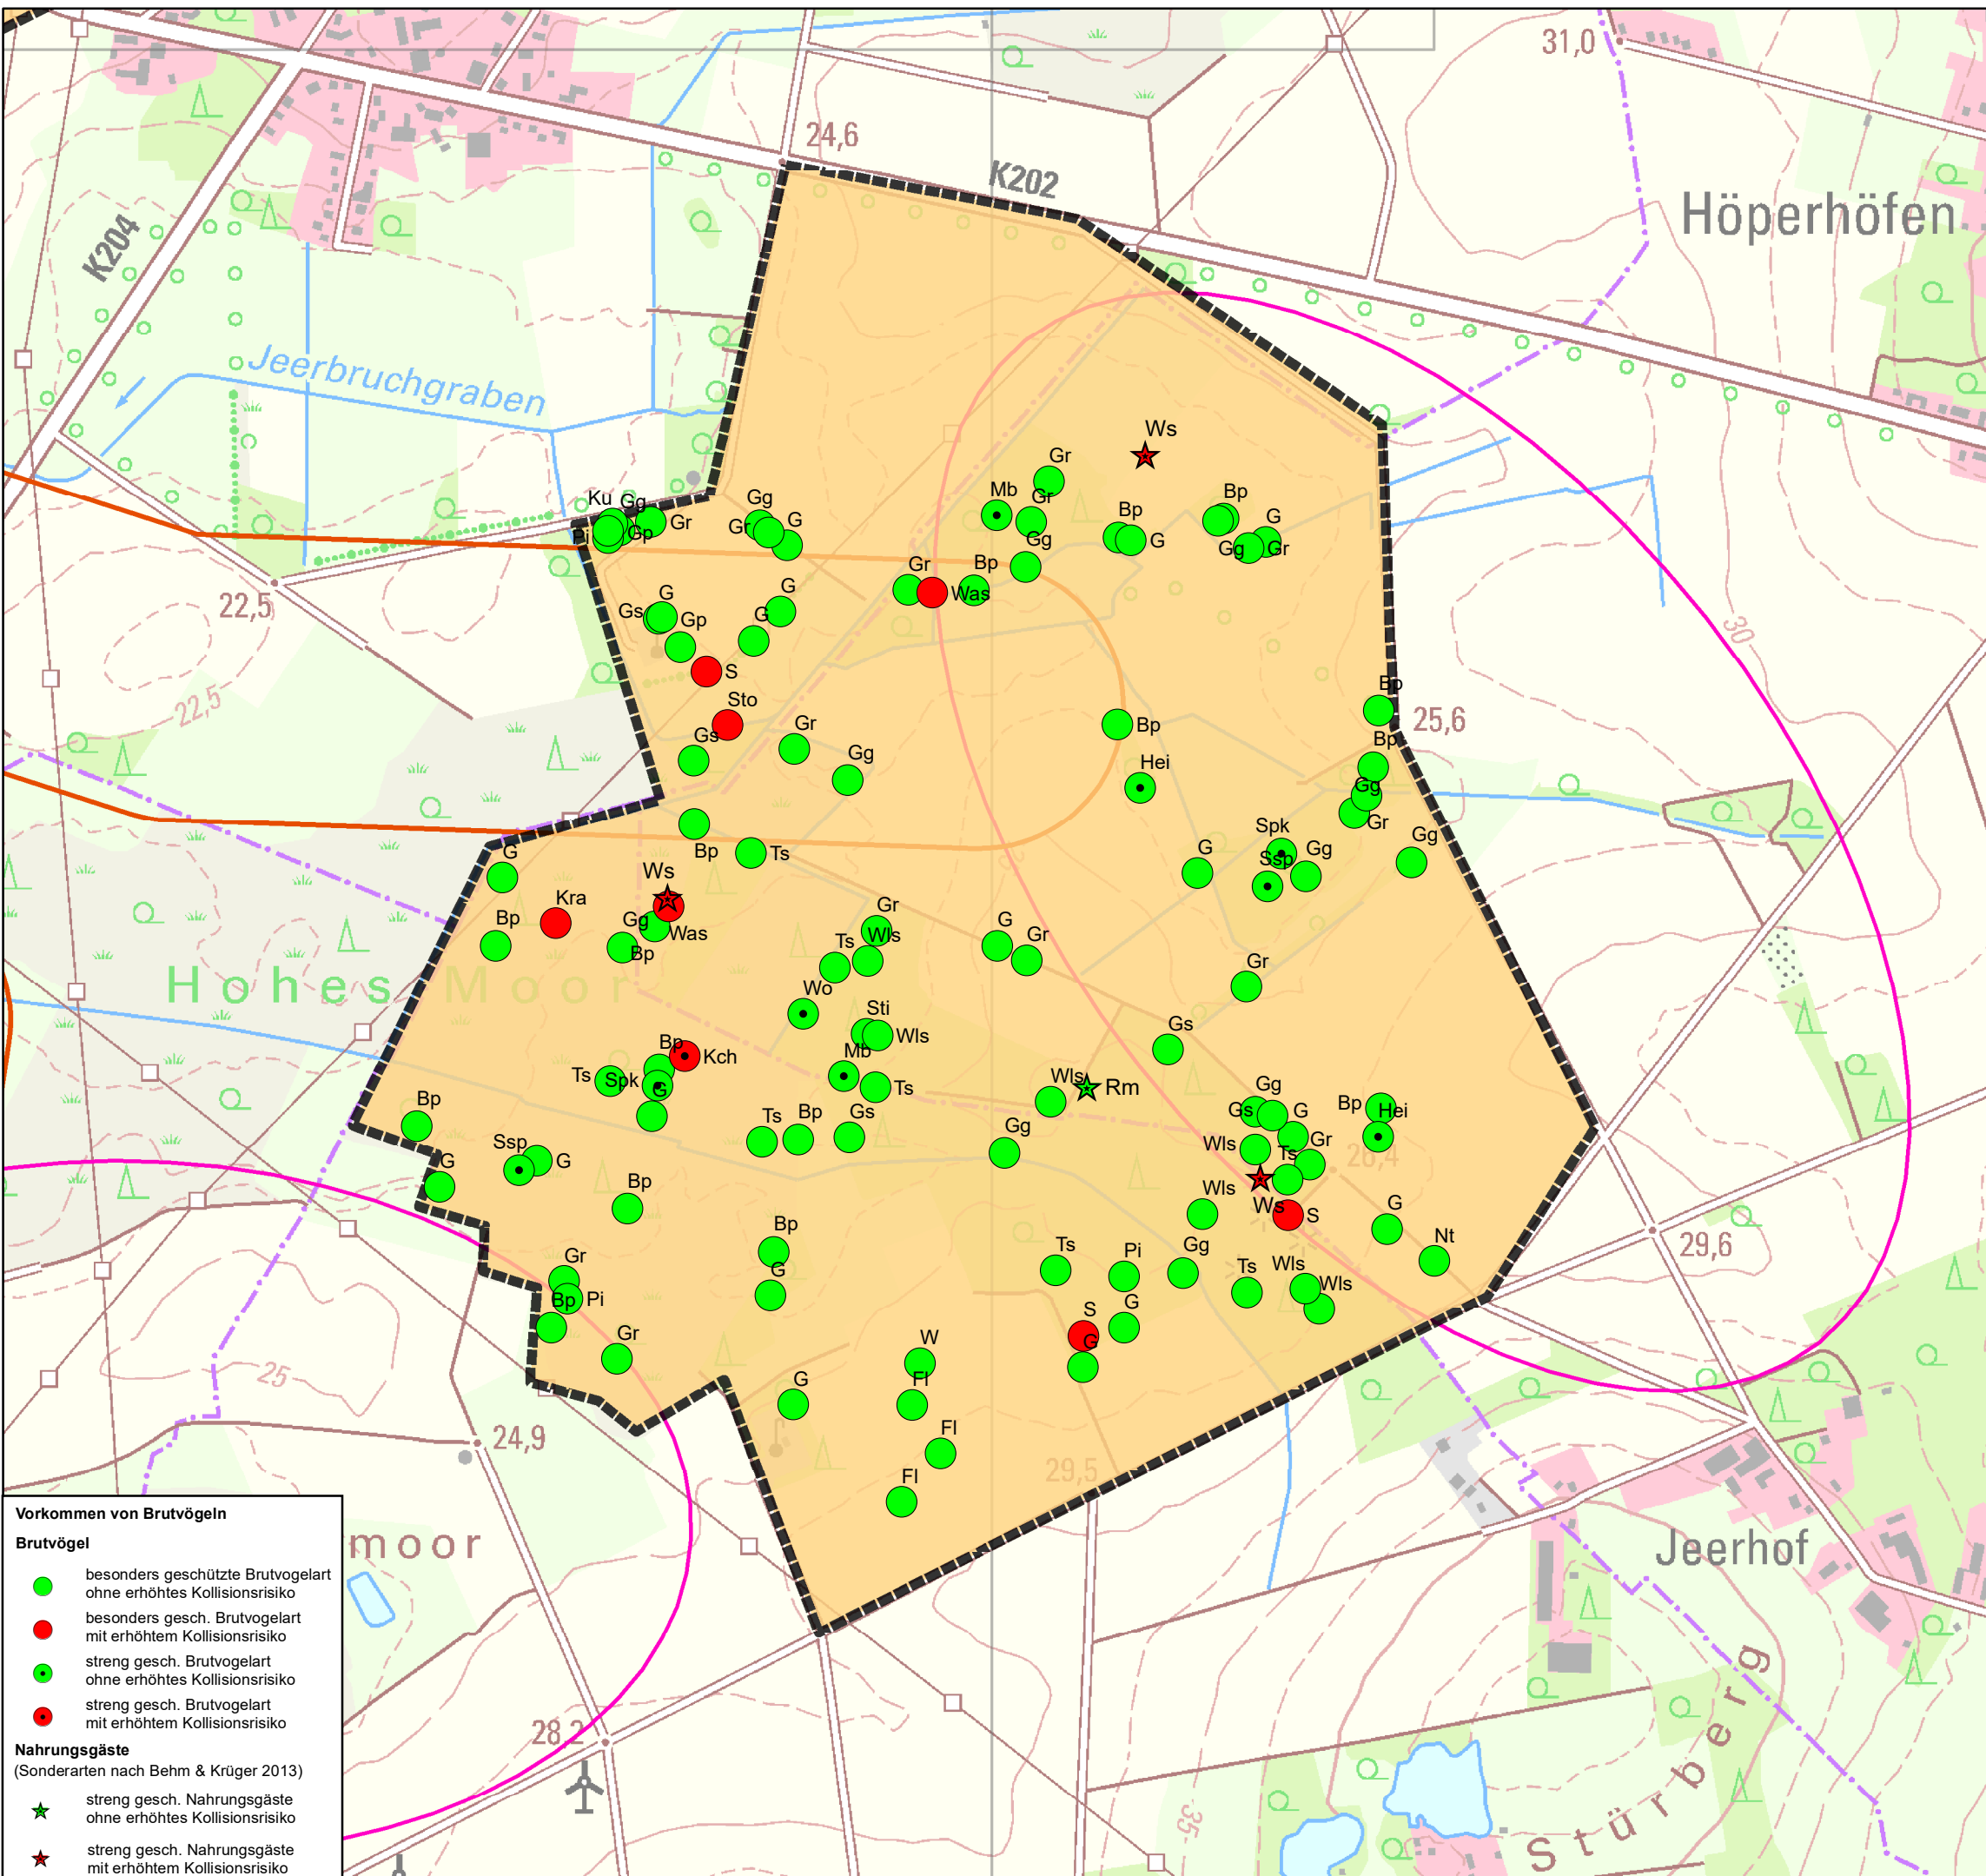 31,0
24,6
K202
Höperhöfen
K204
Jeerbruchgraben
Ws
Gr
Mb
Gr
Bp
Ku
Gg
Gg
Gr
Gr
G
Bp
G
G
Pi
Gp
Gg
Gg
Gr
Bp
Gr
Was
22,5
G
G
Gs
Gp
G
30
S
Bp
Sto
22,5
25,6
Gr
Bp
Gs
Bp
Gg
Hei
Gg
Gr
Spk
Gg
Bp
Ts
G
Ssp
Gg
G
Ws
Kra
Gr
Bp
Gg
Was
Wls
G
Gr
Bp
Ts
Gr
Hohes Moor
Wo
Sti
Wls
Gs
Bp
Kch
Mb
Ts
Spk
Ts
Wls
Rm
G
Bp
Gg
Bp
Hei
Gs
G
Ts
Bp
Gs
Gr
Ssp
G
Gg
Wls
Ts
26,4
G
Bp
Wls
Ws
S
G
Nt
29,6
Bp
Gr
Ts
Pi
Gg
Ts
Wls
Wls
G
Bp
Pi
S
G
Gr
W
G
25
G
Fl
24,9
Fl
29,5
Fl
moor
Jeerhof
28,2
35
Stürberg
Vorkommen von Brutvögeln
Brutvögel
besonders geschützte Brutvogelart
ohne erhöhtes Kollisionsrisiko
besonders gesch. Brutvogelart
mit erhöhtem Kollisionsrisiko
streng gesch. Brutvogelart
ohne erhöhtes Kollisionsrisiko
streng gesch. Brutvogelart
mit erhöhtem Kollisionsrisiko
Nahrungsgäste
(Sonderarten nach Behm & Krüger 2013)
streng gesch. Nahrungsgäste
ohne erhöhtes Kollisionsrisiko
streng gesch. Nahrungsgäste
mit erhöhtem Kollisionsrisiko